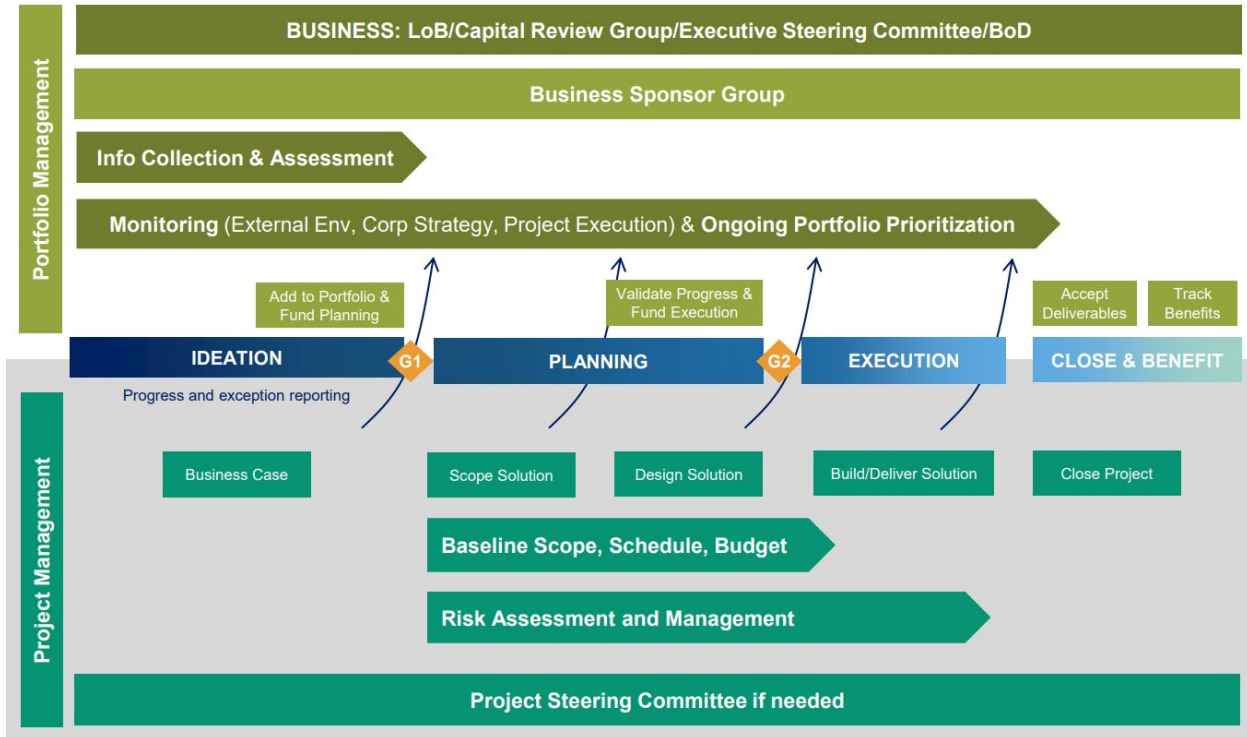 Portfolio Management
BUSINESS: LoB/Capital Review Group/Executive Steering Committee/BoD
Business Sponsor Group
Info Collection & Assessment
Monitoring (External Env, Corp Strategy, Project Execution) & Ongoing Portfolio Prioritization
Add to Portfolio &
Fund Planning
Validate Progress &
Fund Execution
Accept
Deliverables
Track
Benefits
IDEATION
G1
PLANNING
G2
EXECUTION
CLOSE & BENEFIT
Progress and exception reporting
Project Management
Business Case
Scope Solution
Design Solution
Build/Deliver Solution
Close Project
Baseline Scope, Schedule, Budget
Risk Assessment and Management
Project Steering Committee if needed